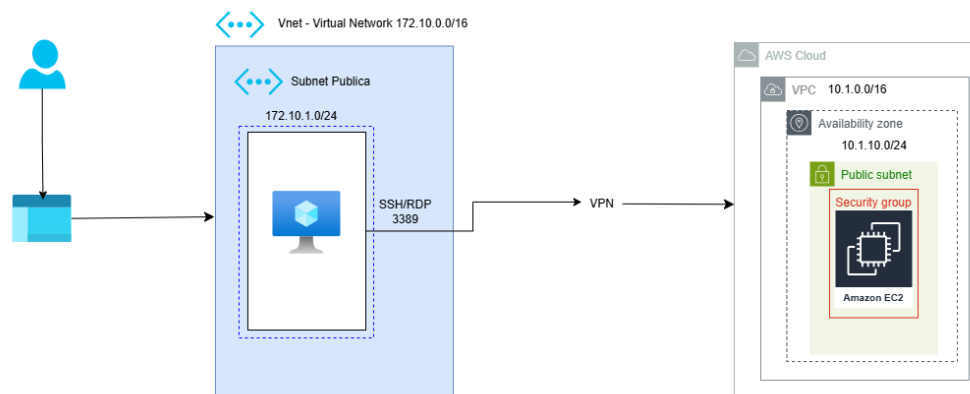 Vnet - Virtual Network 172.10.0.0/16
Subnet Publica
172.10.1.0/24
SSH/RDP
3389
VPN
AWS Cloud
VPC 10.1.0.0/16
Availability zone
10.1.10.0/24
Public subnet
Security group
Amazon EC2